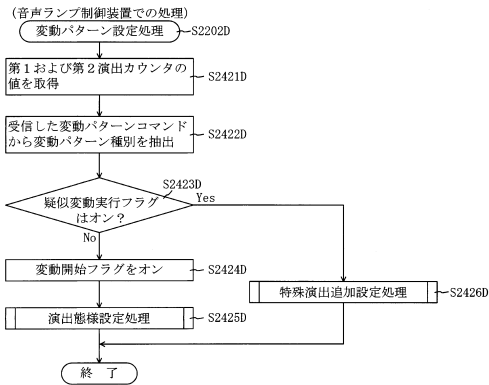 (音声ランプ制御装置での処理)
変動パターン設定処理
S2202D
第1および第2演出カウンタの
値を取得
S2421D
受信した変動パターンコマンド
から変動パターン種別を抽出
S2422D
S2423D
疑似変動実行フラグ
はオン?
Yes
No
変動開始フラグをオン
S2424D
特殊演出追加設定処理
S2426D
演出態様設定処理
S2425D
終 了